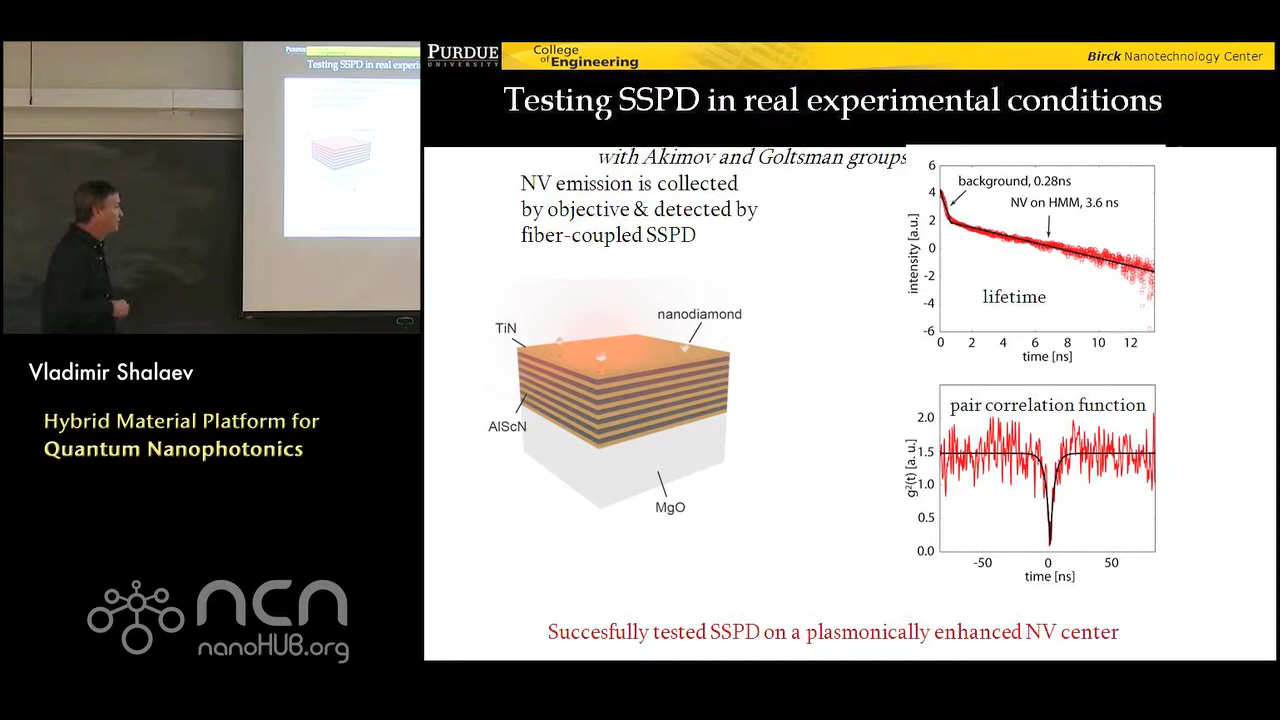 PURDUE
UNIVERSITY
College
of Engineering
Birck Nanotechnology Center
Testing SSPD in real experimental conditions
with Akimov and Goltsman groups
NV emission is collected
by objective & detected by
fiber-coupled SSPD
TiN
nanodiamond
AlScN
MgO
6
4
2
0
-2
-4
-6
intensity [a.u.]
background, 0.28ns
NV on HMM, 3.6 ns
lifetime
0 2 4 6 8 10 12
time [ns]
pair correlation function
2.0
1.5
1.0
0.5
0.0
g²(t) [a. u.]
-50 0 50
time [ns]
Succesfully tested SSPD on a plasmonically enhanced NV center
Testing SSPD in real experi
Vladimir Shalaev
Hybrid Material Platform for
Quantum Nanophotonics
ncn
nanoHUB.org